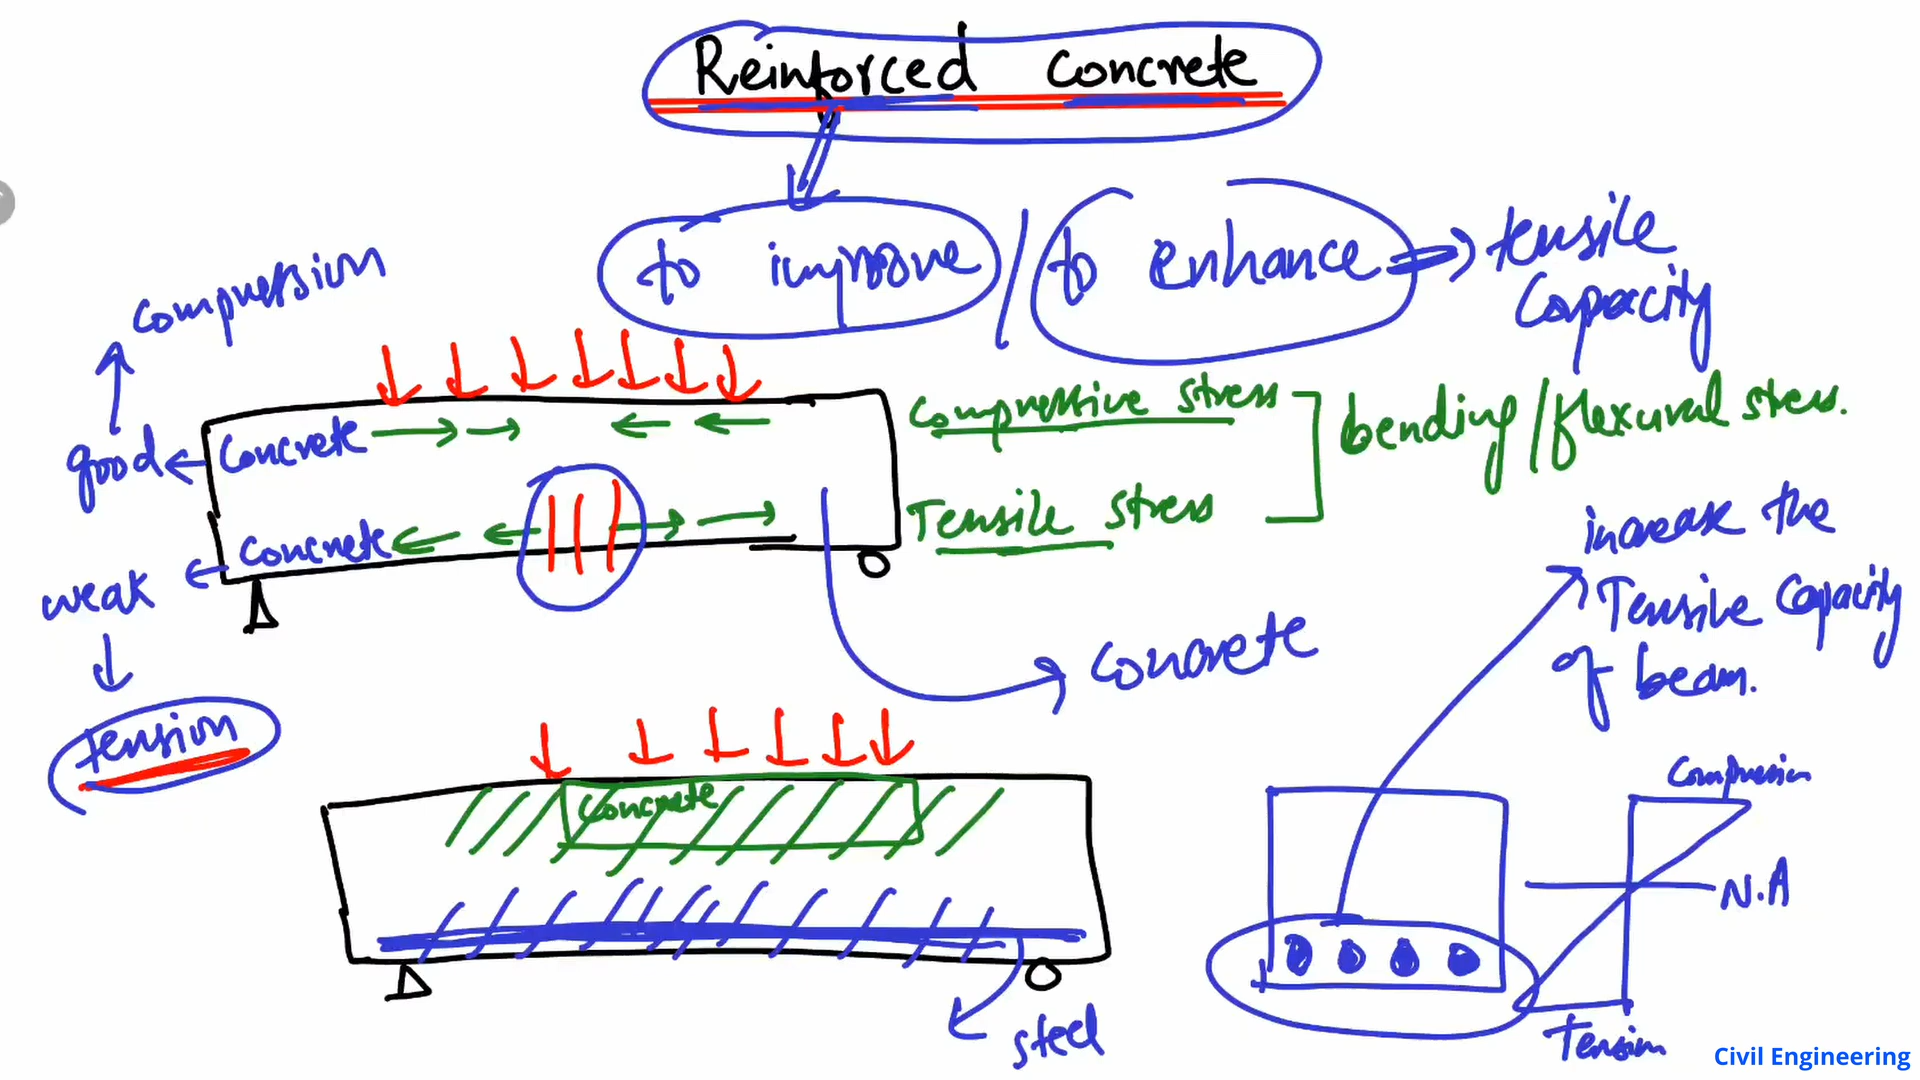 Reinforced Concrete
to improve / to enhance
tensile
Capacity
Compression
good
Concrete
Compressive stress
bending / flexural stress.
Concrete
Tensile stress
weak
Tension
Concrete
increase the
Tensile Capacity
of beam.
Concrete
steel
Compression
N.A
Tension
Civil Engineering